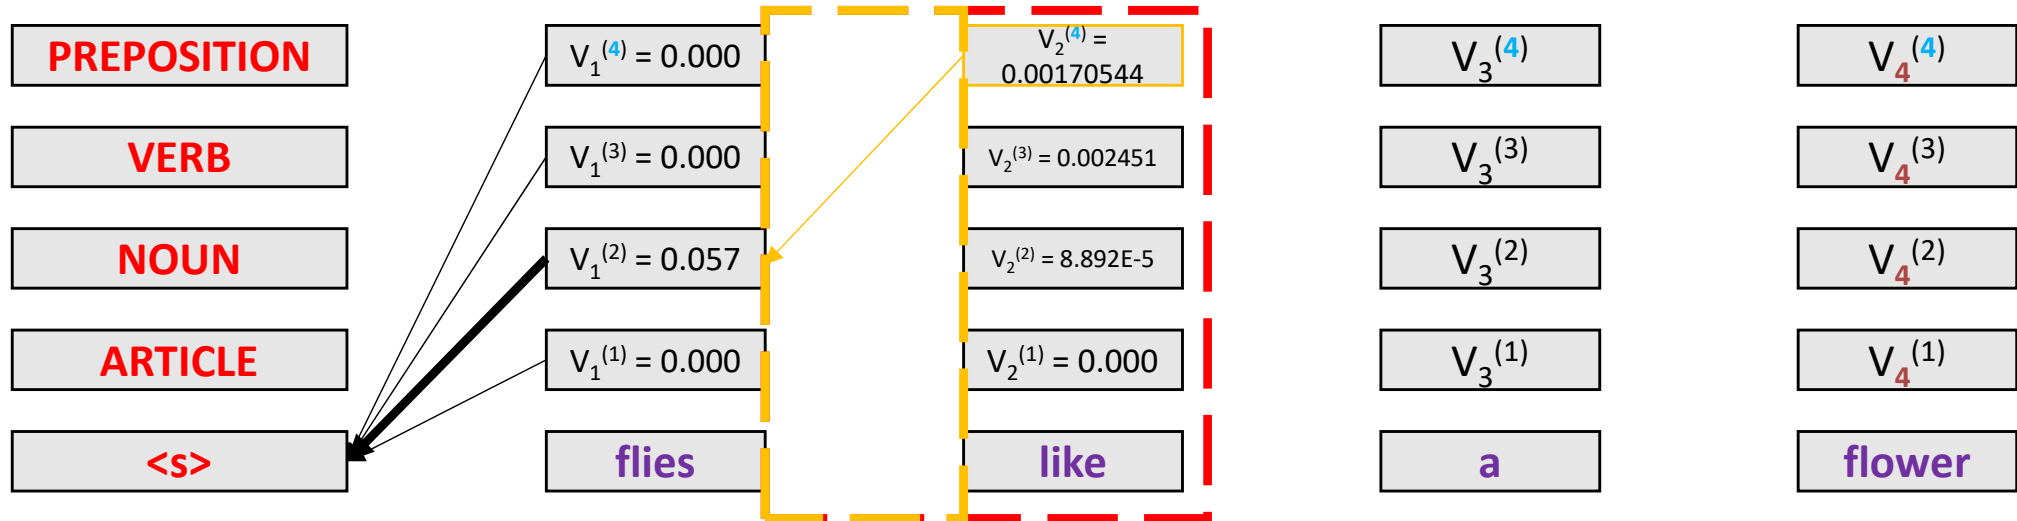 PREPOSITION
V₁⁽⁴⁾ = 0.000
V₂⁽⁴⁾ =
0.00170544
V₃⁽⁴⁾
V₄⁽⁴⁾
VERB
V₁⁽³⁾ = 0.000
V₂⁽³⁾ = 0.002451
V₃⁽³⁾
V₄⁽³⁾
NOUN
V₁⁽²⁾ = 0.057
V₂⁽²⁾ = 8.892E-5
V₃⁽²⁾
V₄⁽²⁾
ARTICLE
V₁⁽¹⁾ = 0.000
V₂⁽¹⁾ = 0.000
V₃⁽¹⁾
V₄⁽¹⁾
<s>
flies
like
a
flower